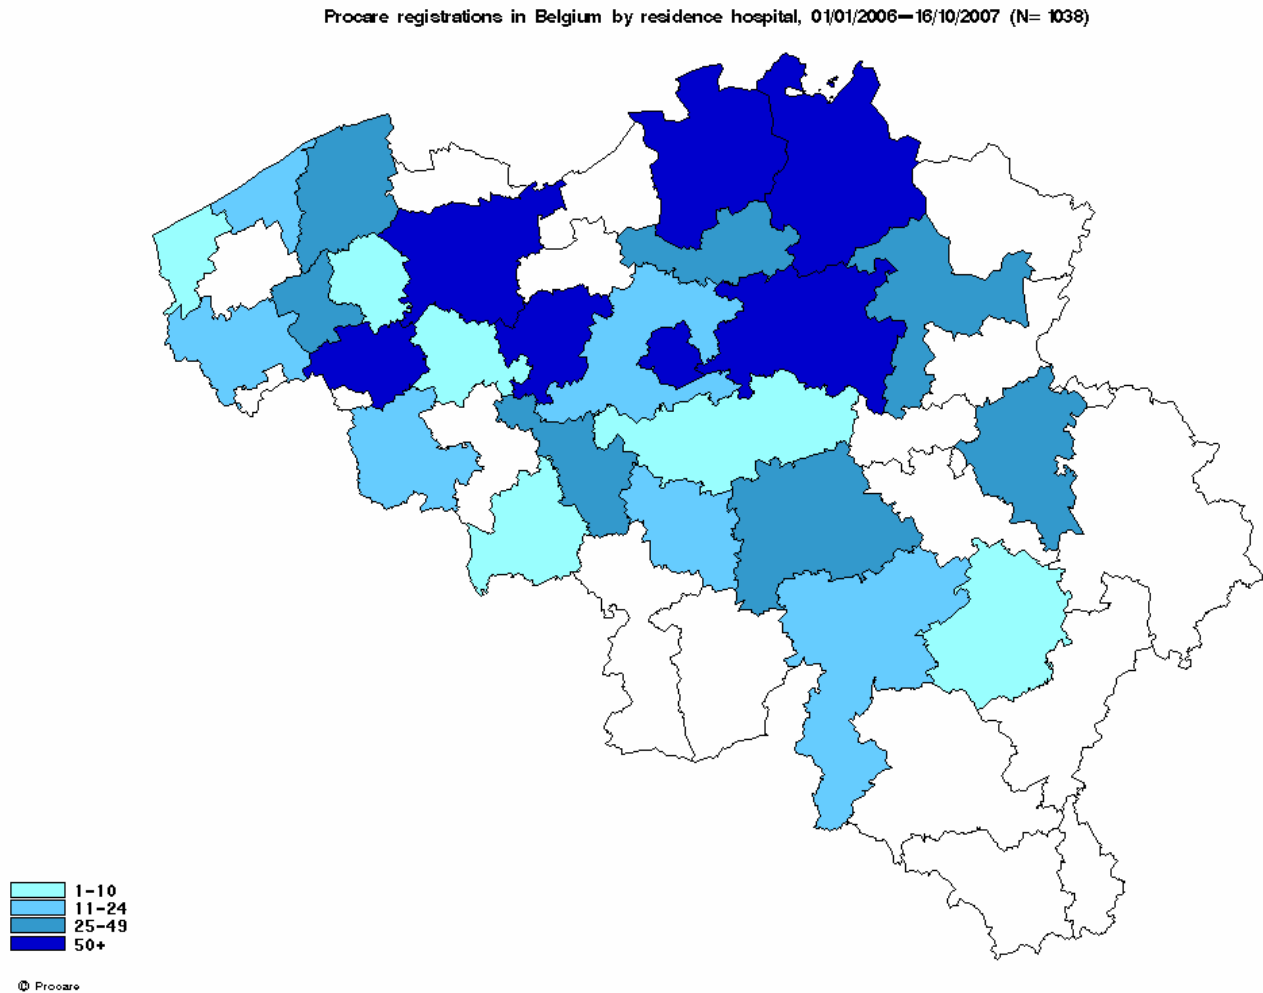 Procare registrations in Belgium by residence hospital, 01/01/2006—16/10/2007 (N= 1038)
1-10
11-24
25-49
50+
© Procare